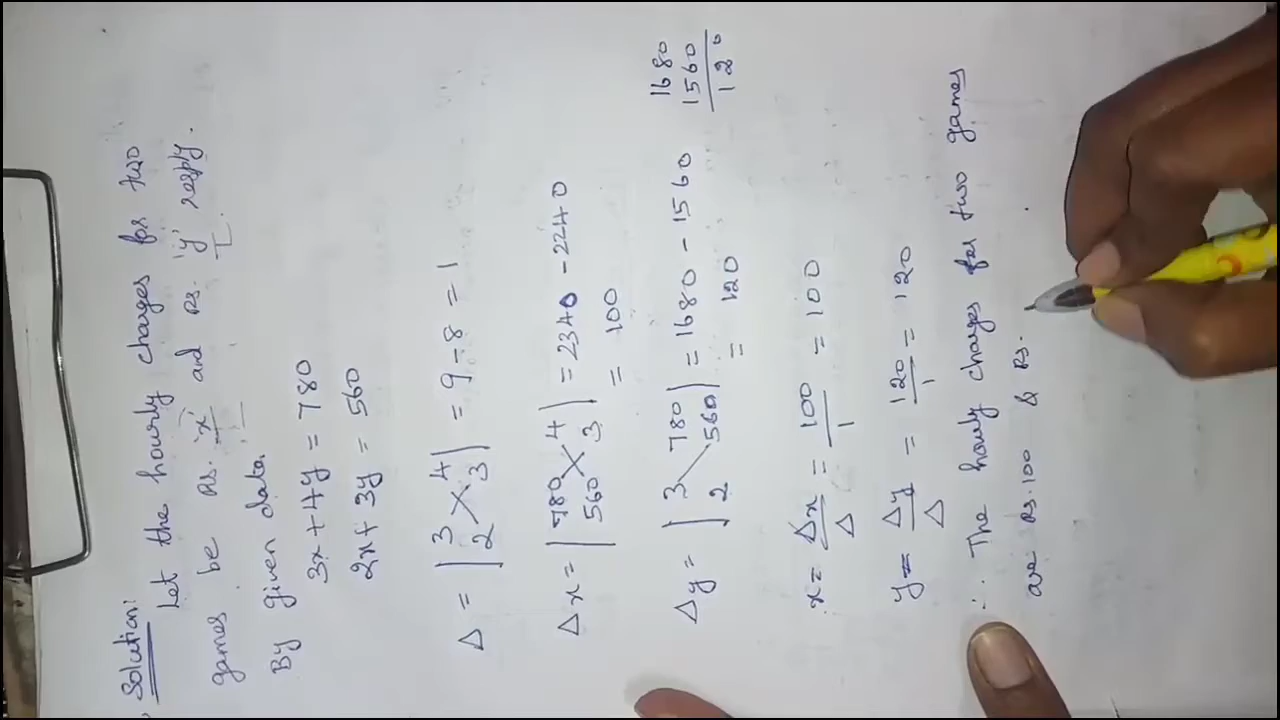 Solution:
Let the hourly charges for two
games be Rs. 'x' and Rs. 'y' resply.
By given data.
3x + 4y = 780
2x + 3y = 560
Δ = | 3 4
2 3 | = 9 - 8 = 1
Δx = | 780 4
560 3 | = 2340 - 2240
= 100
Δy = | 3 780
2 560 | = 1680 - 1560
= 120
1680
1560
120
x = Δx / Δ = 100 / 1 = 100
y = Δy / Δ = 120 / 1 = 120
∴ The houly charges for two games
are Rs.100 & Rs.